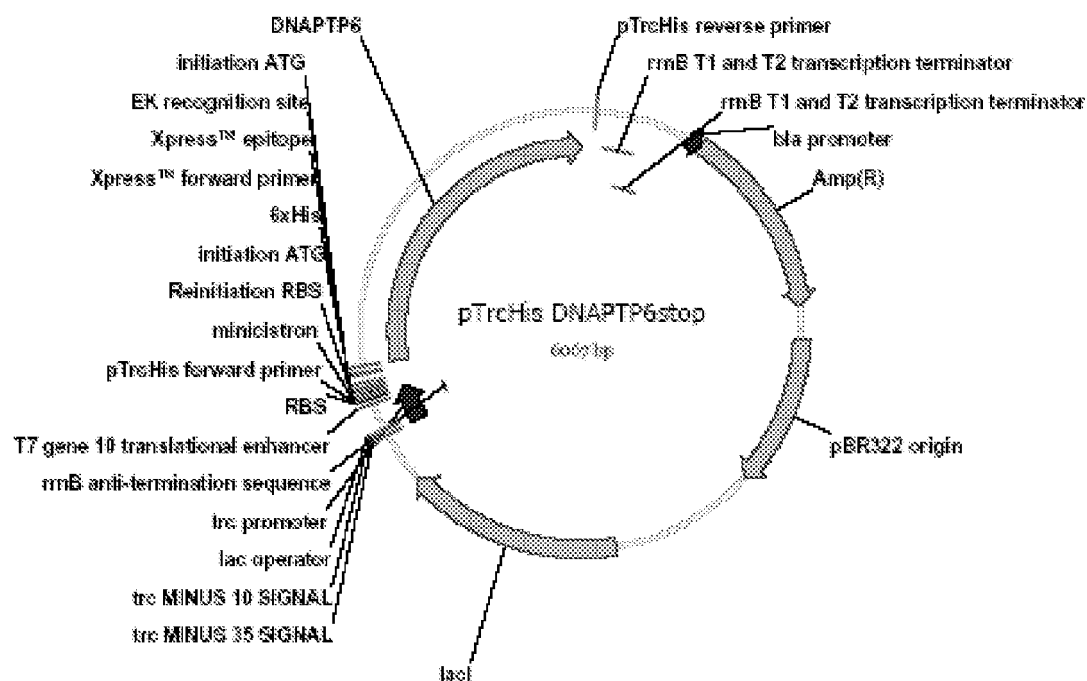 DNAPTP6
pTrcHis reverse primer
initiation ATG
rrnB T1 and T2 transcription terminator
EK recognition site
rrnB T1 and T2 transcription terminator
Xpress™ epitope
bla promoter
Xpress™ forward primer
Amp(R)
6xHis
initiation ATG
Reinitiation RBS
pTrcHis DNAPTP6stop
minicistron
bp
pTrcHis forward primer
RBS
T7 gene 10 translational enhancer
pBR322 origin
rrnB anti-termination sequence
trc promoter
lac operator
trc MINUS 10 SIGNAL
trc MINUS 35 SIGNAL
lacI